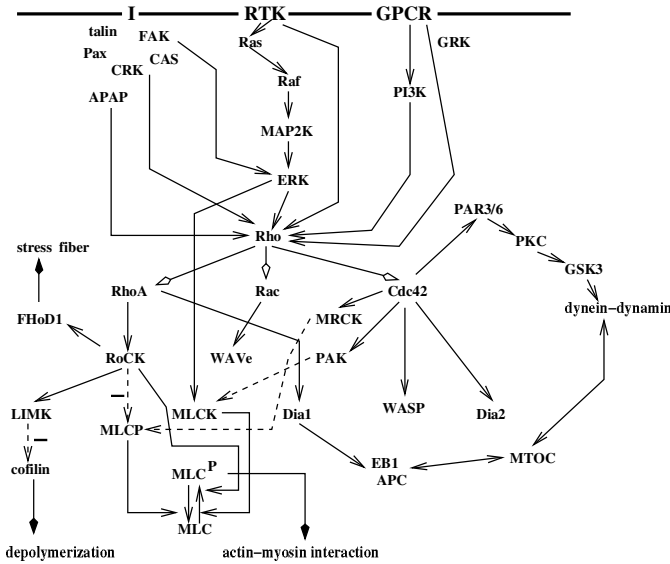 I RTK GPCR
talin FAK Ras GRK
Pax CRK CAS
Raf
APAP PI3K
MAP2K
ERK
PAR3/6
Rho PKC
stress fiber
GSK3
RhoA Rac Cdc42
dynein-dynamin
FHoD1 MRCK
RoCK WAVe PAK
LIMK I MLCK Dia1 WASP Dia2
MLCP
I
cofilin EB1 MTOC
APC
MLC P
MLC
depolymerization actin-myosin interaction